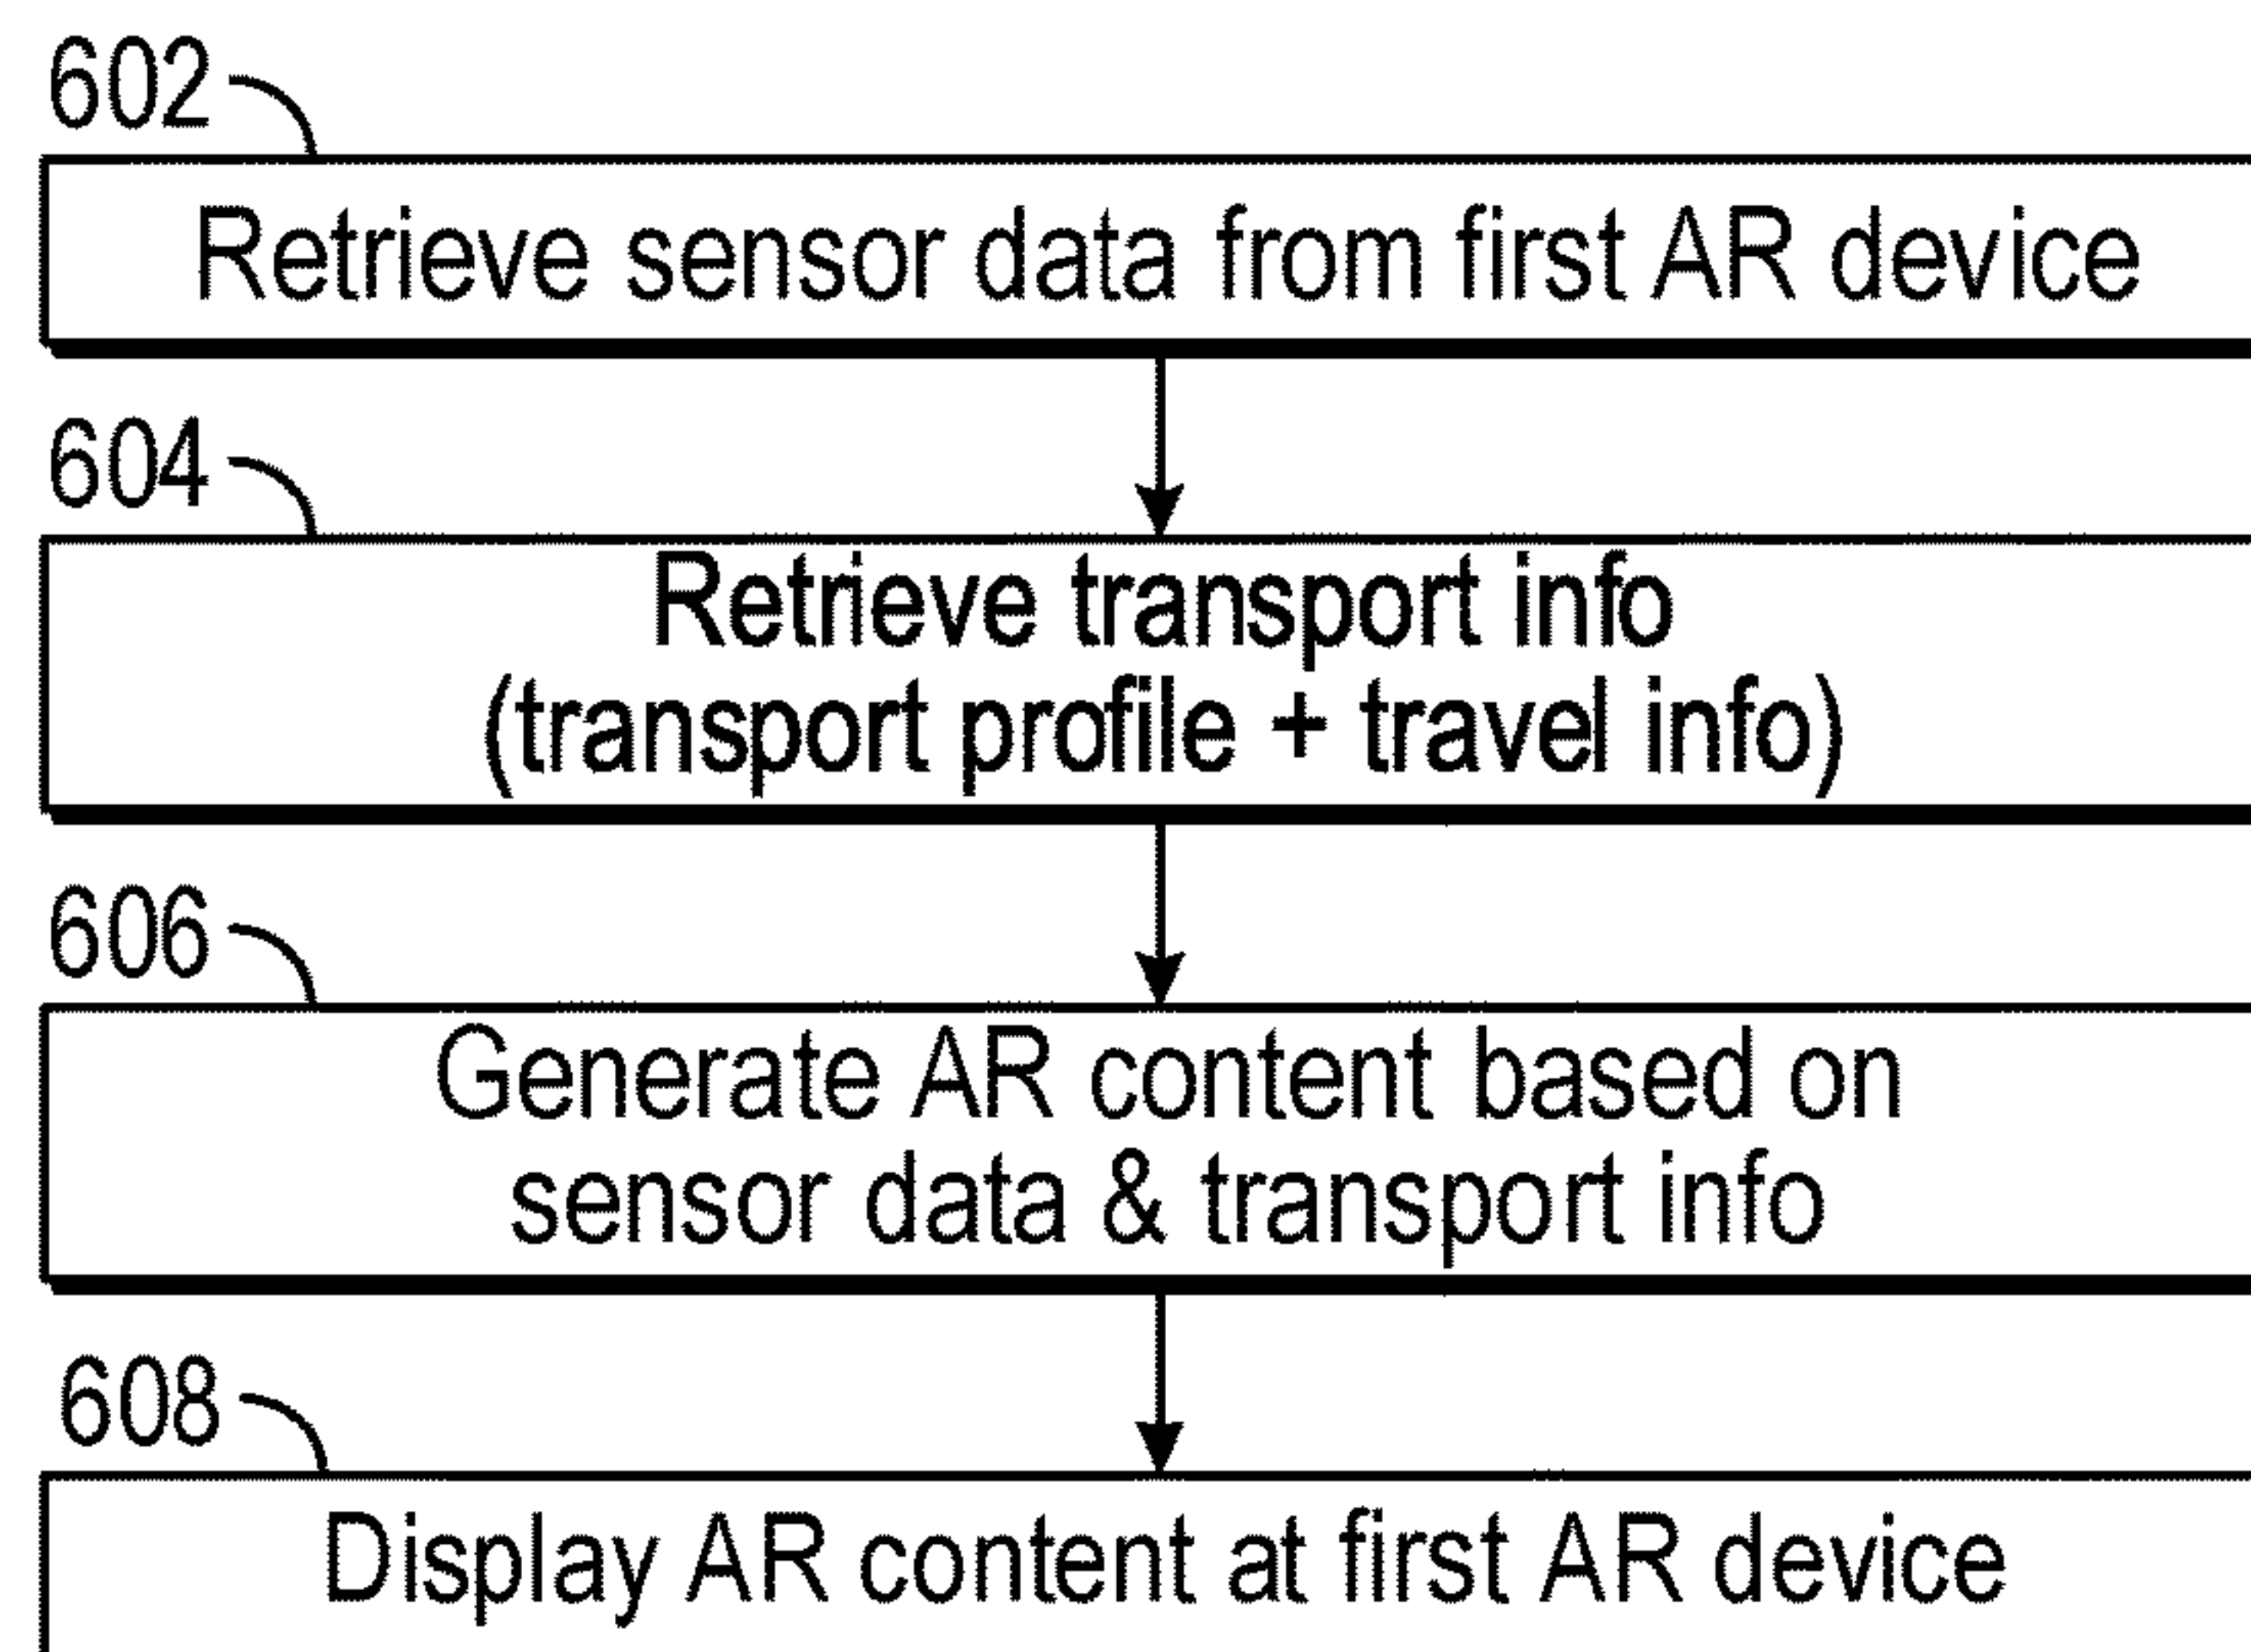 602
Retrieve sensor data from first AR device
604
Retrieve transport info
(transport profile + travel info)
606
Generate AR content based on
sensor data & transport info
608
Display AR content at first AR device